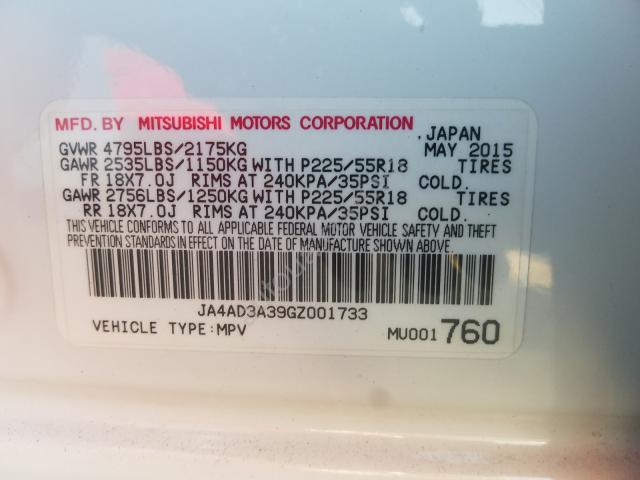 MFD. BY MITSUBISHI MOTORS CORPORATION , JAPAN
GVWR 4795LBS/2175KG MAY 2015
GAWR 2535LBS/1150KG WITH P225/55R18 TIRES
FR 18X7.0J RIMS AT 240KPA/35PSI COLD.
GAWR 2756LBS/1250KG WITH P225/55R18 TIRES
RR 18X7.0J RIMS AT 240KPA/35PSI COLD.
THIS VEHICLE CONFORMS TO ALL APPLICABLE FEDERAL MOTOR VEHICLE SAFETY AND THEFT
PREVENTION STANDARDS IN EFFECT ON THE DATE OF MANUFACTURE SHOWN ABOVE.
JA4AD3A39GZ001733
VEHICLE TYPE:MPV MU001760